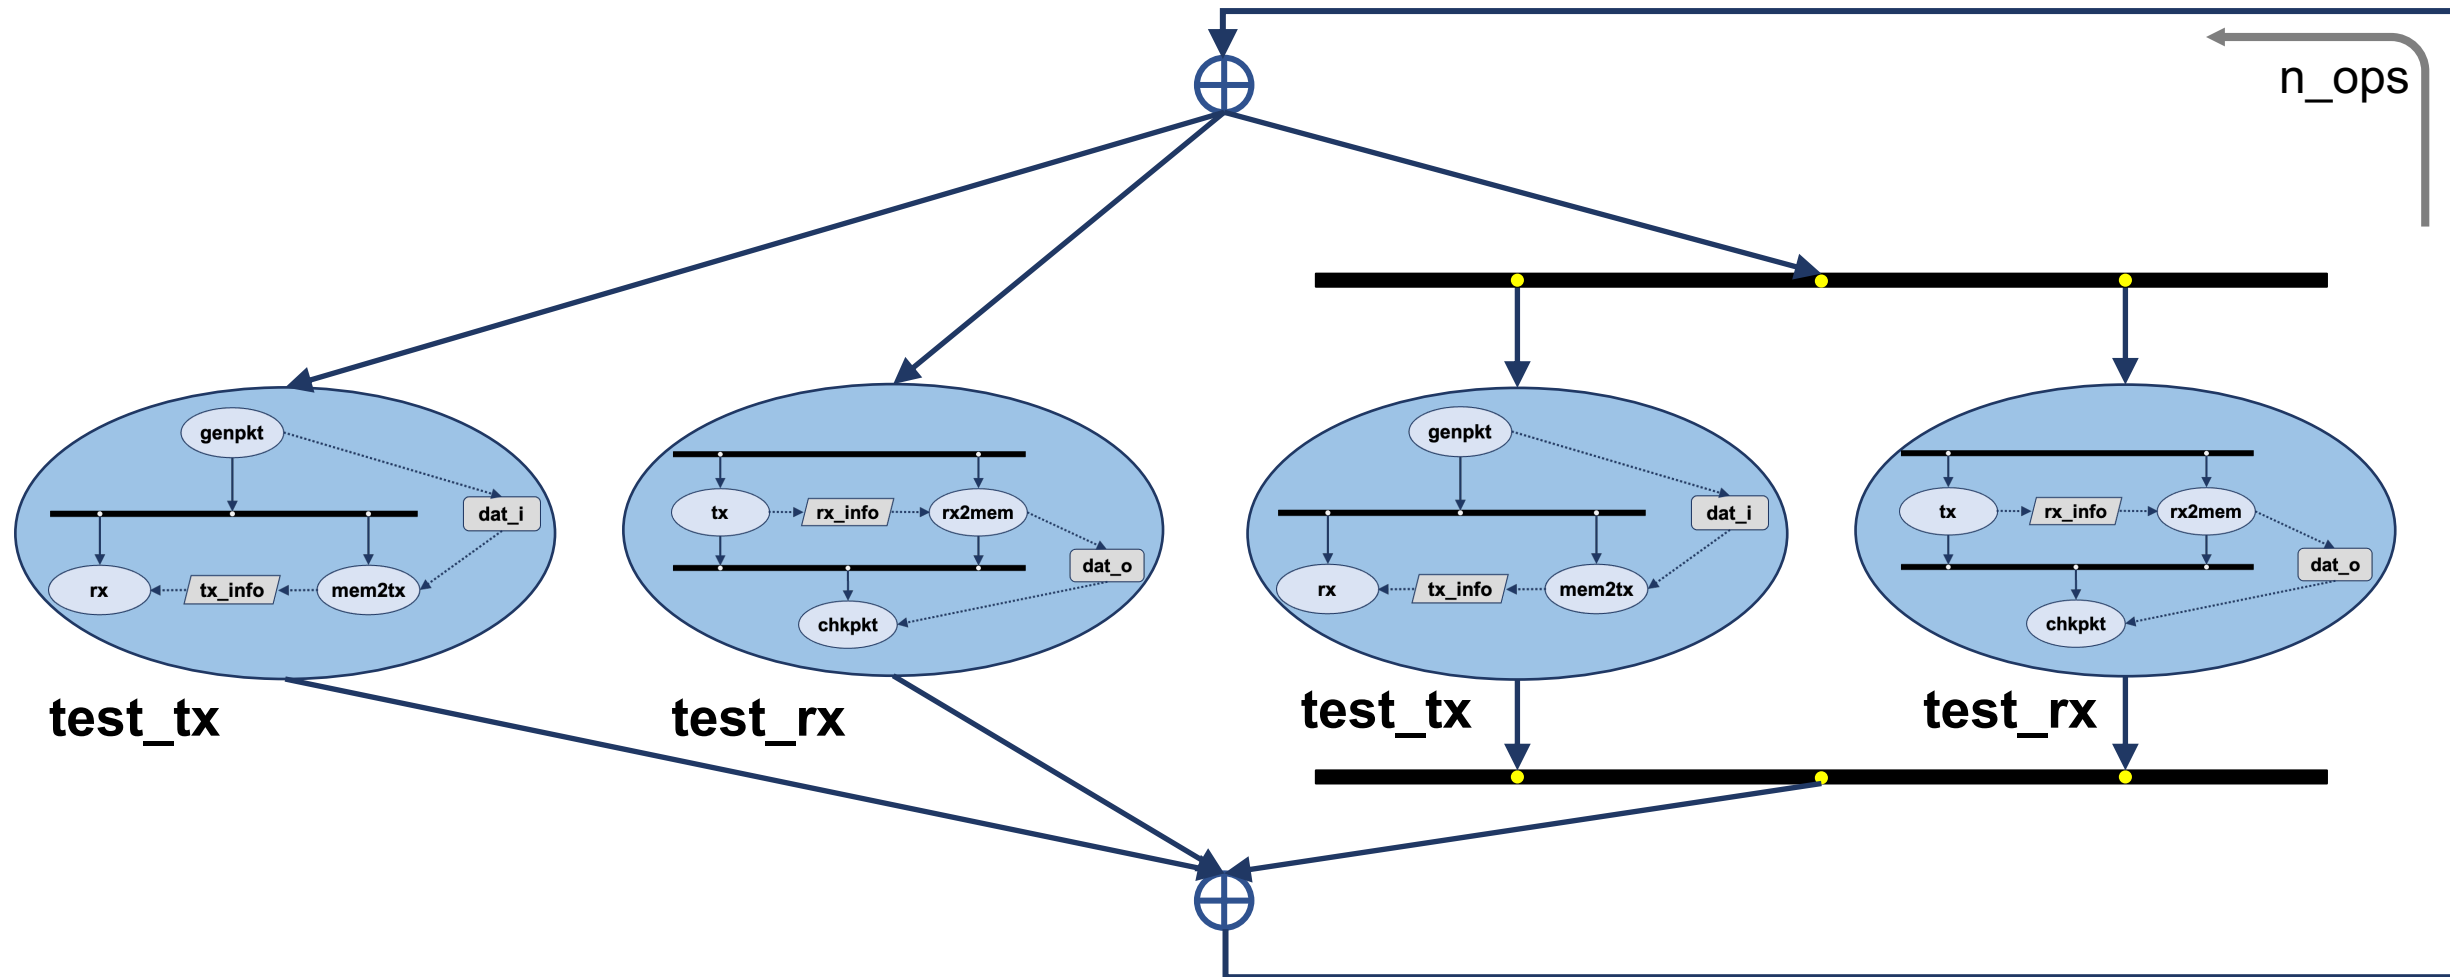 n_ops
genpkt
dat_i
rx
tx_info
mem2tx
test_tx
tx
rx_info
rx2mem
dat_o
chkpkt
test_rx
genpkt
dat_i
rx
tx_info
mem2tx
test_tx
tx
rx_info
rx2mem
dat_o
chkpkt
test_rx